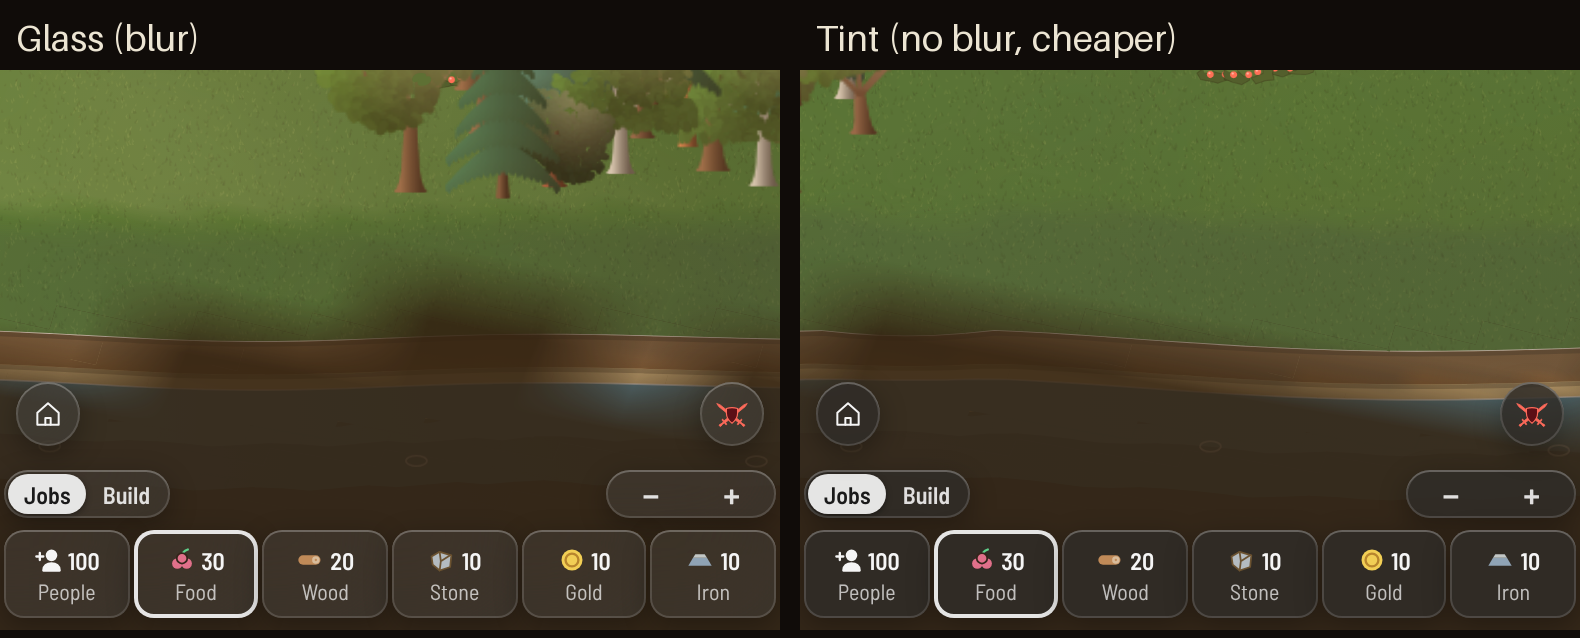 Glass (blur)
Tint (no blur, cheaper)
Jobs Build − +
100 30 20 10 10 10
People Food Wood Stone Gold Iron
Jobs Build − +
100 30 20 10 10 10
People Food Wood Stone Gold Iron